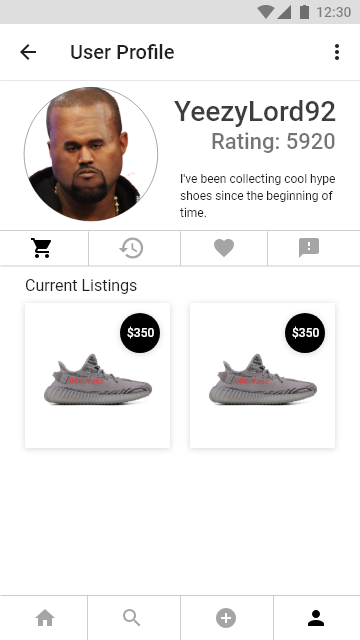 12:30
User Profile
YeezyLord92
Rating: 5920
I've been collecting cool hype
shoes since the beginning of
time.
Current Listings
$350
$350